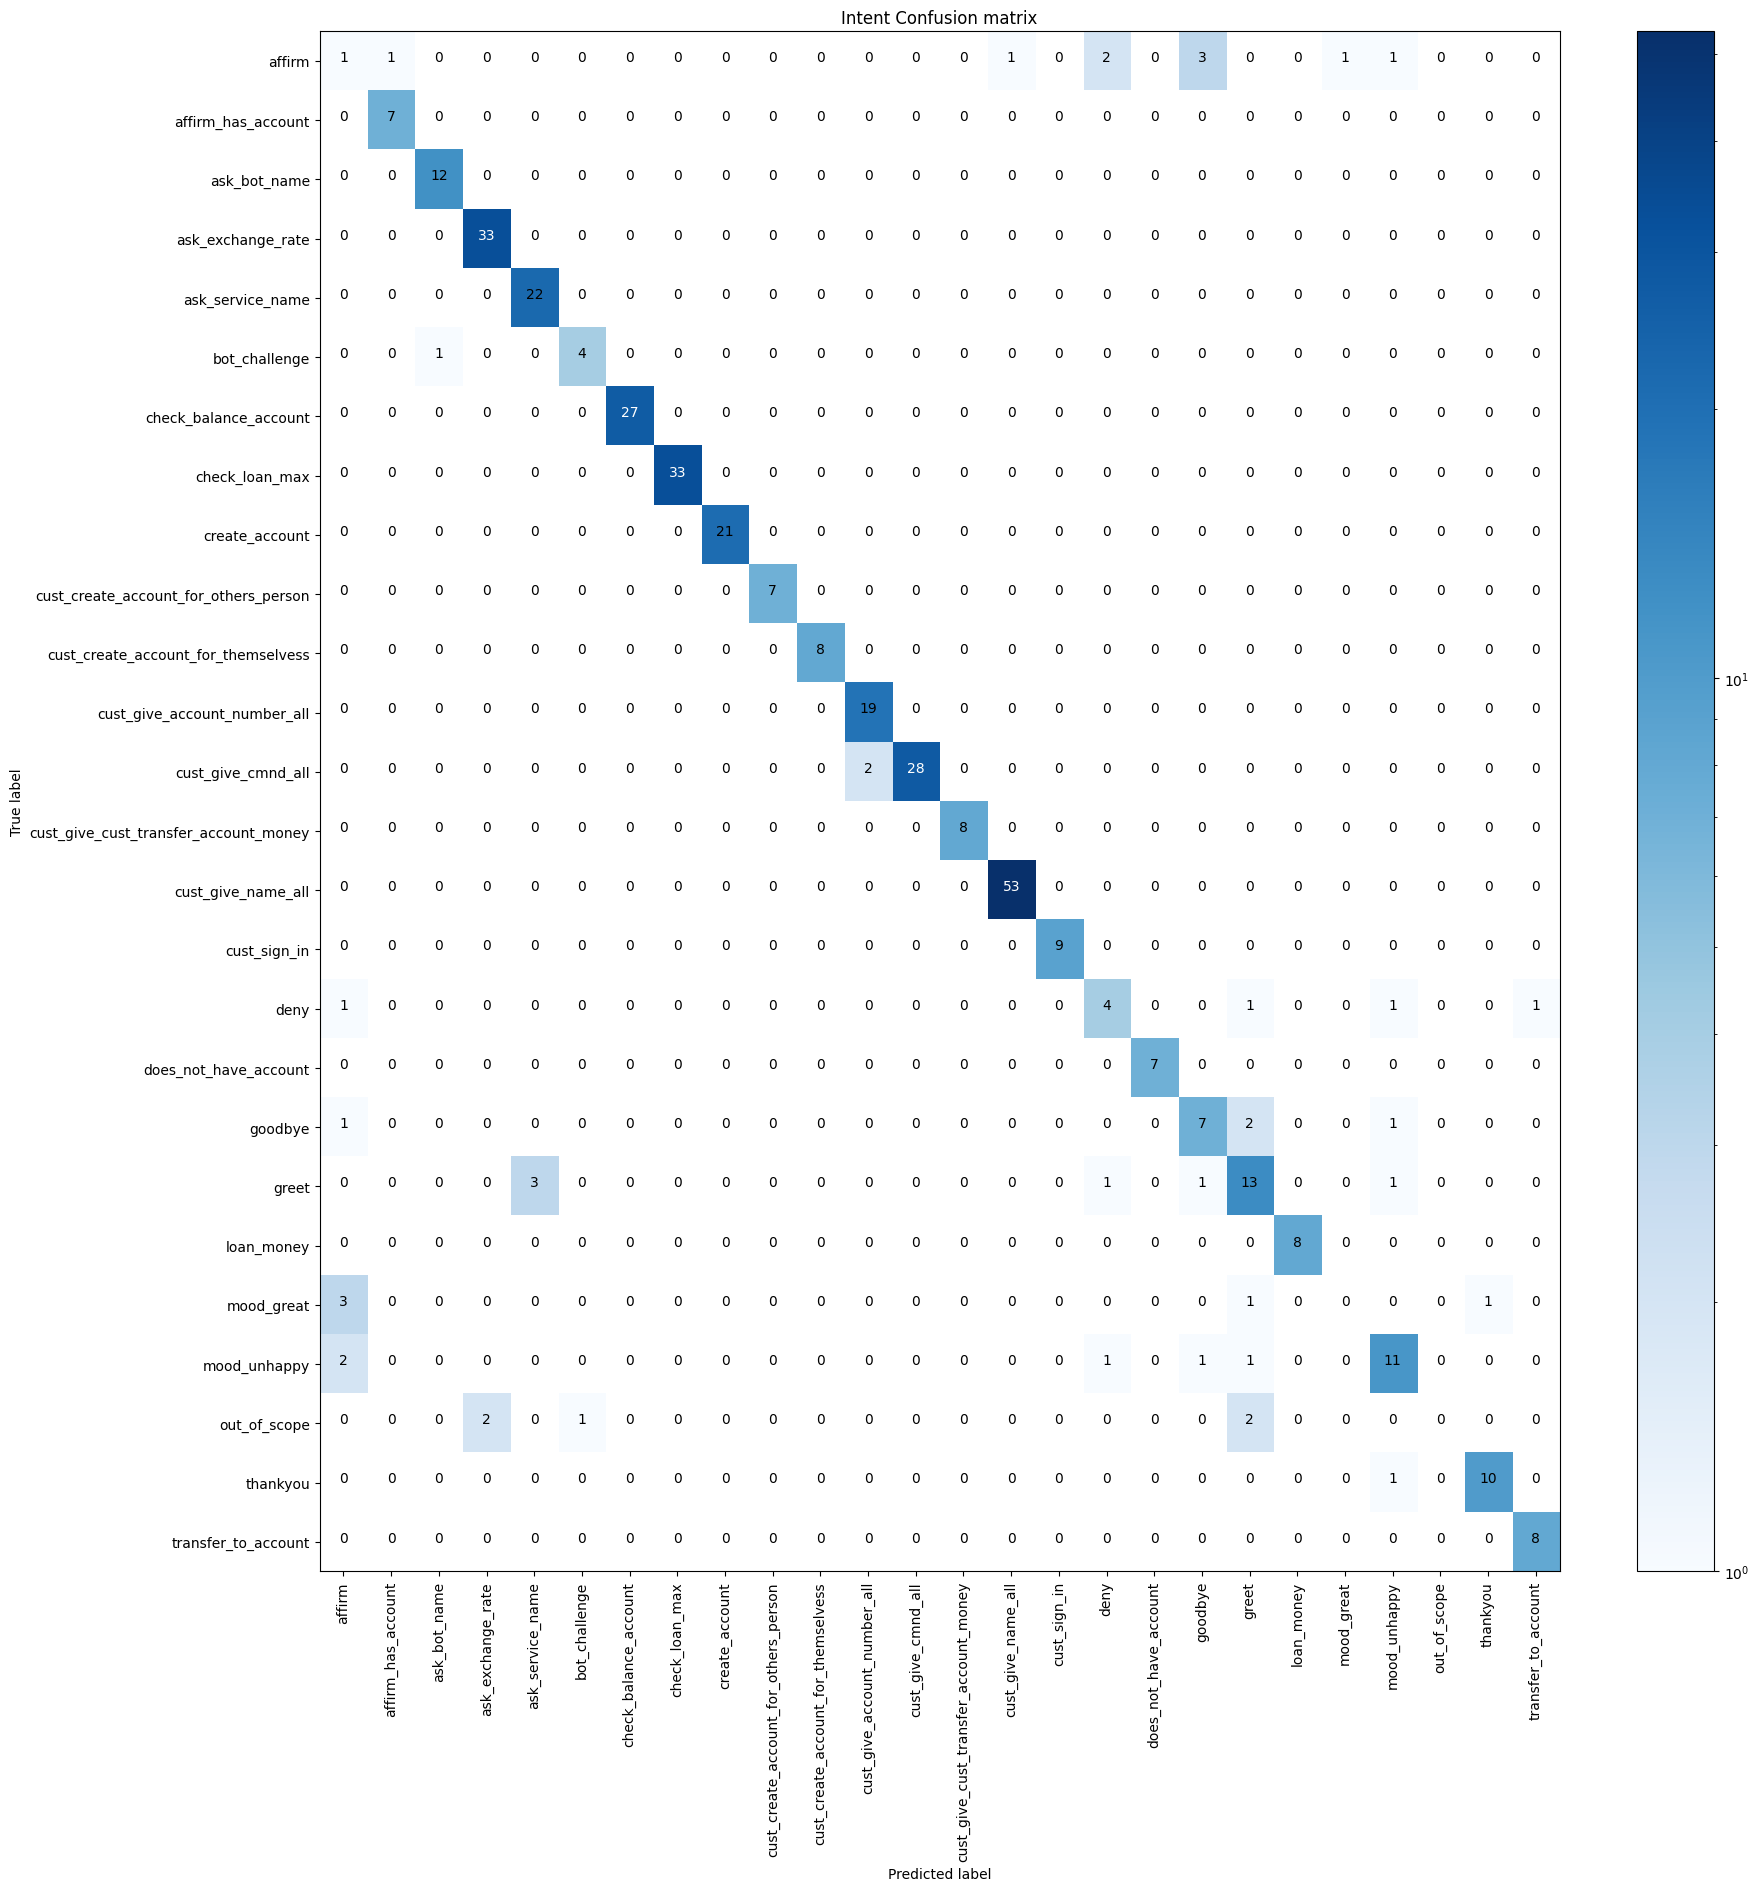 Intent Confusion matrix
affirm 1 1 0 0 0 0 0 0 0 0 0 0 0 0 1 0 2 0 3 0 0 1 1 0 0 0
affirm_has_account 0 7 0 0 0 0 0 0 0 0 0 0 0 0 0 0 0 0 0 0 0 0 0 0 0 0
ask_bot_name 0 0 12 0 0 0 0 0 0 0 0 0 0 0 0 0 0 0 0 0 0 0 0 0 0 0
ask_exchange_rate 0 0 0 33 0 0 0 0 0 0 0 0 0 0 0 0 0 0 0 0 0 0 0 0 0 0
ask_service_name 0 0 0 0 22 0 0 0 0 0 0 0 0 0 0 0 0 0 0 0 0 0 0 0 0 0
bot_challenge 0 0 1 0 0 4 0 0 0 0 0 0 0 0 0 0 0 0 0 0 0 0 0 0 0 0
check_balance_account 0 0 0 0 0 0 27 0 0 0 0 0 0 0 0 0 0 0 0 0 0 0 0 0 0 0
check_loan_max 0 0 0 0 0 0 0 33 0 0 0 0 0 0 0 0 0 0 0 0 0 0 0 0 0 0
create_account 0 0 0 0 0 0 0 0 21 0 0 0 0 0 0 0 0 0 0 0 0 0 0 0 0 0
cust_create_account_for_others_person 0 0 0 0 0 0 0 0 0 7 0 0 0 0 0 0 0 0 0 0 0 0 0 0 0 0
cust_create_account_for_themselvess 0 0 0 0 0 0 0 0 0 0 8 0 0 0 0 0 0 0 0 0 0 0 0 0 0 0
cust_give_account_number_all 0 0 0 0 0 0 0 0 0 0 0 19 0 0 0 0 0 0 0 0 0 0 0 0 0 0
cust_give_cmnd_all 0 0 0 0 0 0 0 0 0 0 0 2 28 0 0 0 0 0 0 0 0 0 0 0 0 0
cust_give_cust_transfer_account_money 0 0 0 0 0 0 0 0 0 0 0 0 0 8 0 0 0 0 0 0 0 0 0 0 0 0
cust_give_name_all 0 0 0 0 0 0 0 0 0 0 0 0 0 0 53 0 0 0 0 0 0 0 0 0 0 0
cust_sign_in 0 0 0 0 0 0 0 0 0 0 0 0 0 0 0 9 0 0 0 0 0 0 0 0 0 0
deny 1 0 0 0 0 0 0 0 0 0 0 0 0 0 0 0 4 0 0 1 0 0 1 0 0 1
does_not_have_account 0 0 0 0 0 0 0 0 0 0 0 0 0 0 0 0 0 7 0 0 0 0 0 0 0 0
goodbye 1 0 0 0 0 0 0 0 0 0 0 0 0 0 0 0 0 0 7 2 0 0 1 0 0 0
greet 0 0 0 0 3 0 0 0 0 0 0 0 0 0 0 0 1 0 1 13 0 0 1 0 0 0
loan_money 0 0 0 0 0 0 0 0 0 0 0 0 0 0 0 0 0 0 0 0 8 0 0 0 0 0
mood_great 3 0 0 0 0 0 0 0 0 0 0 0 0 0 0 0 0 0 0 1 0 0 0 0 1 0
mood_unhappy 2 0 0 0 0 0 0 0 0 0 0 0 0 0 0 0 1 0 1 1 0 0 11 0 0 0
out_of_scope 0 0 0 2 0 1 0 0 0 0 0 0 0 0 0 0 0 0 0 2 0 0 0 0 0 0
thankyou 0 0 0 0 0 0 0 0 0 0 0 0 0 0 0 0 0 0 0 0 0 0 1 0 10 0
transfer_to_account 0 0 0 0 0 0 0 0 0 0 0 0 0 0 0 0 0 0 0 0 0 0 0 0 0 8
True label
affirm
affirm_has_account
ask_bot_name
ask_exchange_rate
ask_service_name
bot_challenge
check_balance_account
check_loan_max
create_account
cust_create_account_for_others_person
cust_create_account_for_themselvess
cust_give_account_number_all
cust_give_cmnd_all
cust_give_cust_transfer_account_money
cust_give_name_all
cust_sign_in
deny
does_not_have_account
goodbye
greet
loan_money
mood_great
mood_unhappy
out_of_scope
thankyou
transfer_to_account
Predicted label
10¹
10⁰